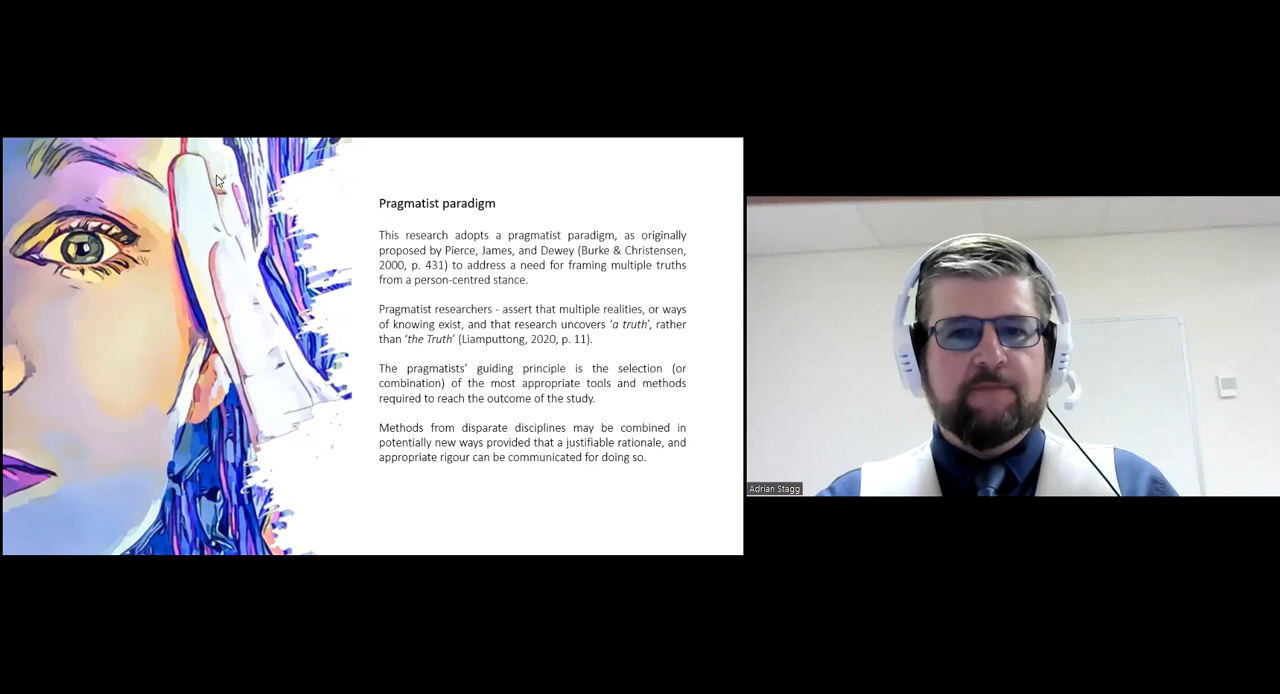 Pragmatist paradigm
This research adopts a pragmatist paradigm, as originally
proposed by Pierce, James, and Dewey (Burke & Christensen,
2000, p. 431) to address a need for framing multiple truths
from a person-centred stance.
Pragmatist researchers - assert that multiple realities, or ways
of knowing exist, and that research uncovers ‘a truth’, rather
than ‘the Truth’ (Liamputtong, 2020, p. 11).
The pragmatists’ guiding principle is the selection (or
combination) of the most appropriate tools and methods
required to reach the outcome of the study.
Methods from disparate disciplines may be combined in
potentially new ways provided that a justifiable rationale, and
appropriate rigour can be communicated for doing so.
Adrian Stagg